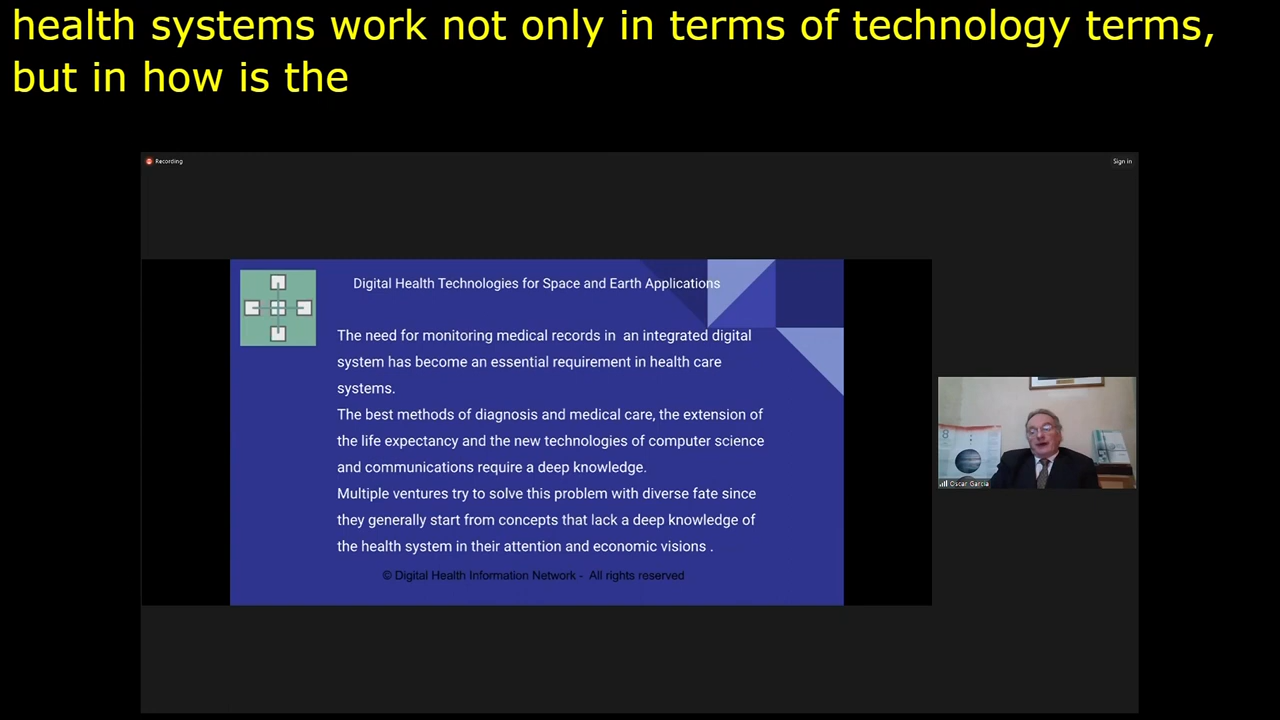 health systems work not only in terms of technology terms,
but in how is the
Recording
Sign in
Digital Health Technologies for Space and Earth Applications
The need for monitoring medical records in an integrated digital
system has become an essential requirement in health care
systems.
The best methods of diagnosis and medical care, the extension of
the life expectancy and the new technologies of computer science
and communications require a deep knowledge.
Multiple ventures try to solve this problem with diverse fate since
they generally start from concepts that lack a deep knowledge of
the health system in their attention and economic visions .
© Digital Health Information Network - All rights reserved
8
Oscar Garcia